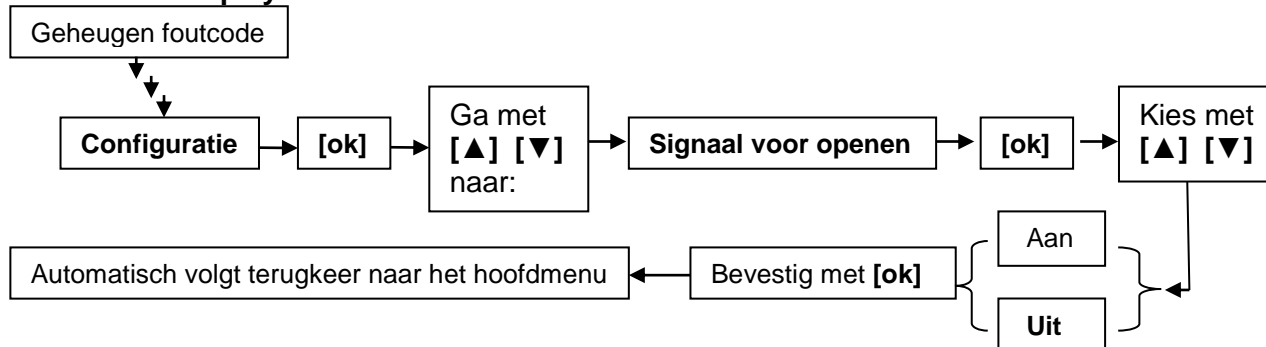 Geheugen foutcode
Configuratie
[ok]
Ga met
[▲] [▼]
naar:
Signaal voor openen
[ok]
Kies met
[▲] [▼]
Aan
Uit
Bevestig met [ok]
Automatisch volgt terugkeer naar het hoofdmenu